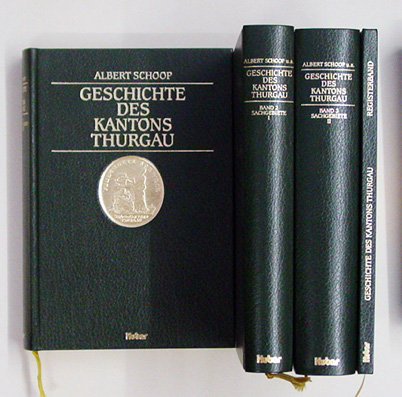 ALBERT SCHOOP
GESCHICHTE
DES
KANTONS
THURGAU
Huber
ALBERT SCHOOP u.a.
GESCHICHTE
DES
KANTONS
THURGAU
BAND 2
SACHGEBIETE
I
Huber
ALBERT SCHOOP u.a.
GESCHICHTE
DES
KANTONS
THURGAU
BAND 3
SACHGEBIETE
II
Huber
GESCHICHTE DES KANTONS THURGAU
REGISTERBAND